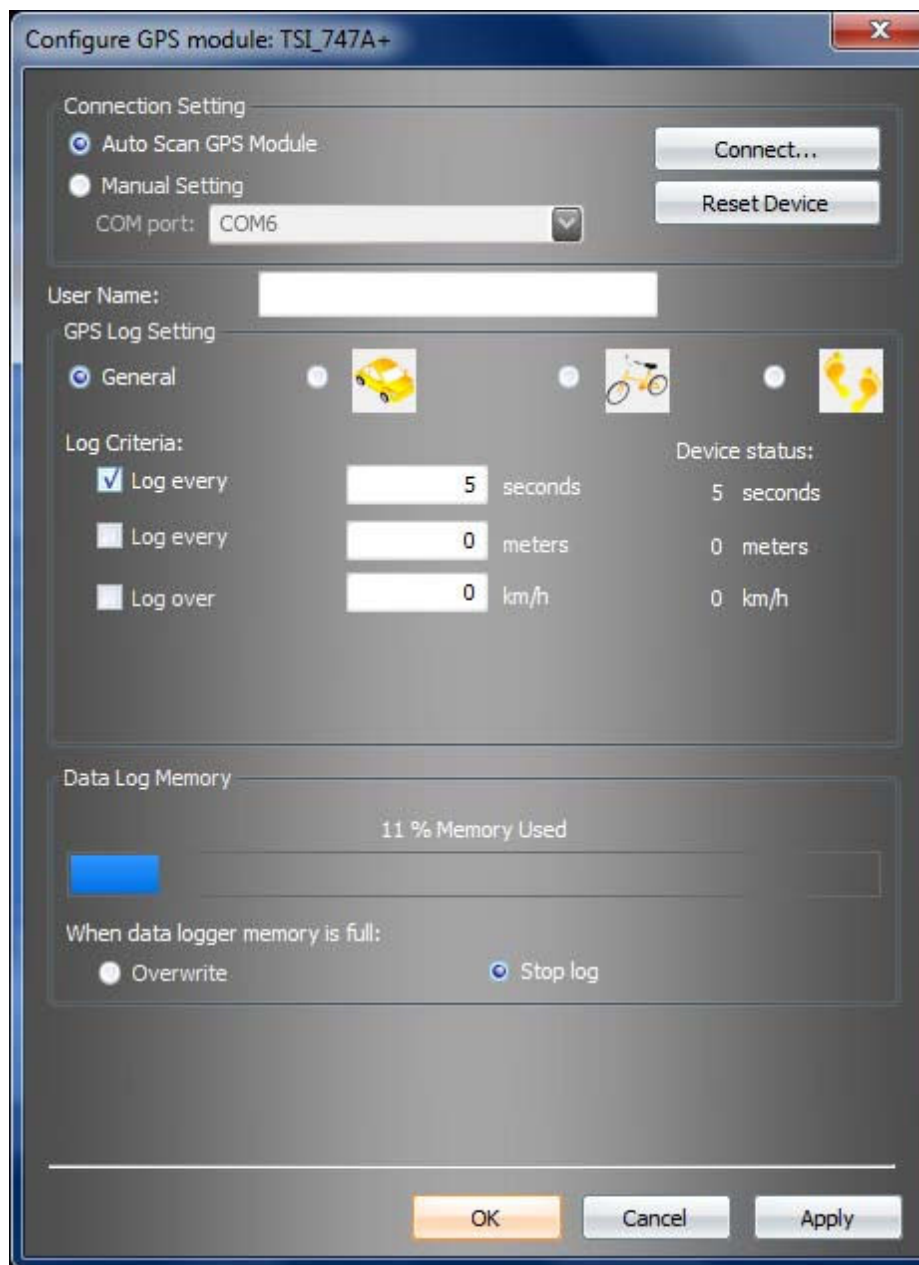 Configure GPS module: TSI_747A+
X
Connection Setting
Auto Scan GPS Module
Connect...
Manual Setting
Reset Device
COM port: COM6
User Name:
GPS Log Setting
General
Log Criteria:
Device status:
Log every 5 seconds 5 seconds
Log every 0 meters 0 meters
Log over 0 km/h 0 km/h
Data Log Memory
11 % Memory Used
When data logger memory is full:
Overwrite Stop log
OK Cancel Apply